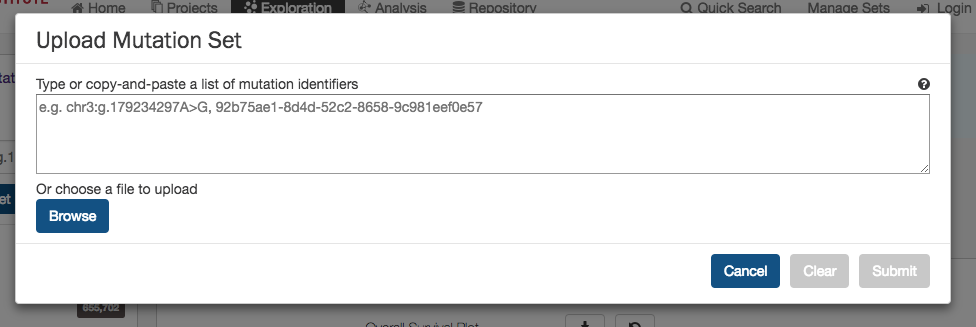 Home Projects Exploration Analysis Repository Quick Search Manage Sets Login
Upload Mutation Set
Type or copy-and-paste a list of mutation identifiers
e.g. chr3:g.179234297A>G, 92b75ae1-8d4d-52c2-8658-9c981eef0e57
Or choose a file to upload
Browse
Cancel Clear Submit
655,702
Overall Survival Plot